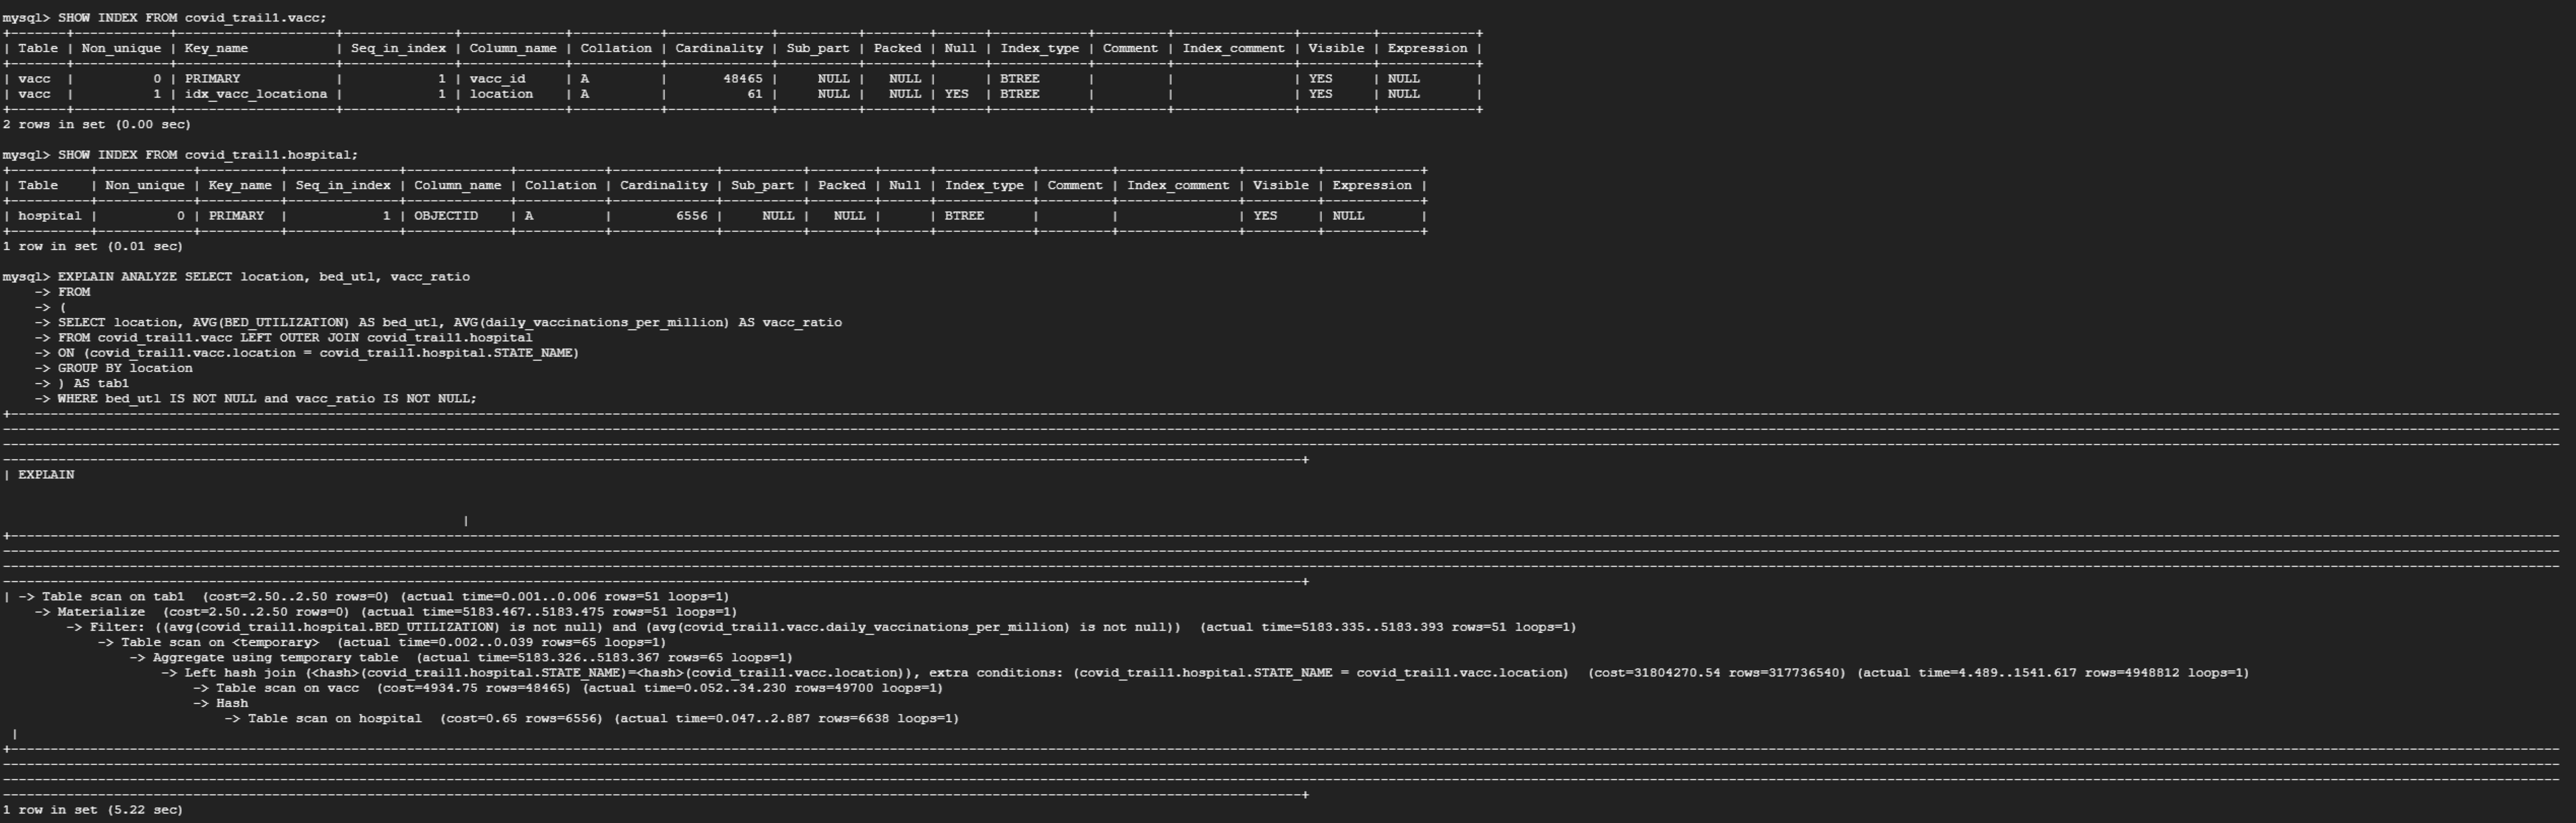 mysql> SHOW INDEX FROM covid_trail1.vacc;
+-------+------------+--------------------+--------------+-------------+-----------+-------------+----------+--------+------+------------+---------+---------------+---------+------------+
| Table | Non_unique | Key_name           | Seq_in_index | Column_name | Collation | Cardinality | Sub_part | Packed | Null | Index_type | Comment | Index_comment | Visible | Expression |
+-------+------------+--------------------+--------------+-------------+-----------+-------------+----------+--------+------+------------+---------+---------------+---------+------------+
| vacc  |          0 | PRIMARY            |            1 | vacc_id     | A         |       48465 |     NULL |   NULL |      | BTREE      |         |               | YES     | NULL       |
| vacc  |          1 | idx_vacc_locationa |            1 | location    | A         |          61 |     NULL |   NULL | YES  | BTREE      |         |               | YES     | NULL       |
+-------+------------+--------------------+--------------+-------------+-----------+-------------+----------+--------+------+------------+---------+---------------+---------+------------+
2 rows in set (0.00 sec)
mysql> SHOW INDEX FROM covid_trail1.hospital;
+----------+------------+----------+--------------+-------------+-----------+-------------+----------+--------+------+------------+---------+---------------+---------+------------+
| Table    | Non_unique | Key_name | Seq_in_index | Column_name | Collation | Cardinality | Sub_part | Packed | Null | Index_type | Comment | Index_comment | Visible | Expression |
+----------+------------+----------+--------------+-------------+-----------+-------------+----------+--------+------+------------+---------+---------------+---------+------------+
| hospital |          0 | PRIMARY  |            1 | OBJECTID    | A         |        6556 |     NULL |   NULL |      | BTREE      |         |               | YES     | NULL       |
+----------+------------+----------+--------------+-------------+-----------+-------------+----------+--------+------+------------+---------+---------------+---------+------------+
1 row in set (0.01 sec)
mysql> EXPLAIN ANALYZE SELECT location, bed_utl, vacc_ratio
-> FROM
-> (
-> SELECT location, AVG(BED_UTILIZATION) AS bed_utl, AVG(daily_vaccinations_per_million) AS vacc_ratio
-> FROM covid_trail1.vacc LEFT OUTER JOIN covid_trail1.hospital
-> ON (covid_trail1.vacc.location = covid_trail1.hospital.STATE_NAME)
-> GROUP BY location
-> ) AS tab1
-> WHERE bed_utl IS NOT NULL and vacc_ratio IS NOT NULL;
| EXPLAIN
|
| -> Table scan on tab1  (cost=2.50..2.50 rows=0) (actual time=0.001..0.006 rows=51 loops=1)
-> Materialize  (cost=2.50..2.50 rows=0) (actual time=5183.467..5183.475 rows=51 loops=1)
-> Filter: ((avg(covid_trail1.hospital.BED_UTILIZATION) is not null) and (avg(covid_trail1.vacc.daily_vaccinations_per_million) is not null))  (actual time=5183.335..5183.393 rows=51 loops=1)
-> Table scan on <temporary>  (actual time=0.002..0.039 rows=65 loops=1)
-> Aggregate using temporary table  (actual time=5183.326..5183.367 rows=65 loops=1)
-> Left hash join (<hash>(covid_trail1.hospital.STATE_NAME)=<hash>(covid_trail1.vacc.location)), extra conditions: (covid_trail1.hospital.STATE_NAME = covid_trail1.vacc.location)  (cost=31804270.54 rows=317736540) (actual time=4.489..1541.617 rows=4948812 loops=1)
-> Table scan on vacc  (cost=4934.75 rows=48465) (actual time=0.052..34.230 rows=49700 loops=1)
-> Hash
-> Table scan on hospital  (cost=0.65 rows=6556) (actual time=0.047..2.887 rows=6638 loops=1)
|
1 row in set (5.22 sec)